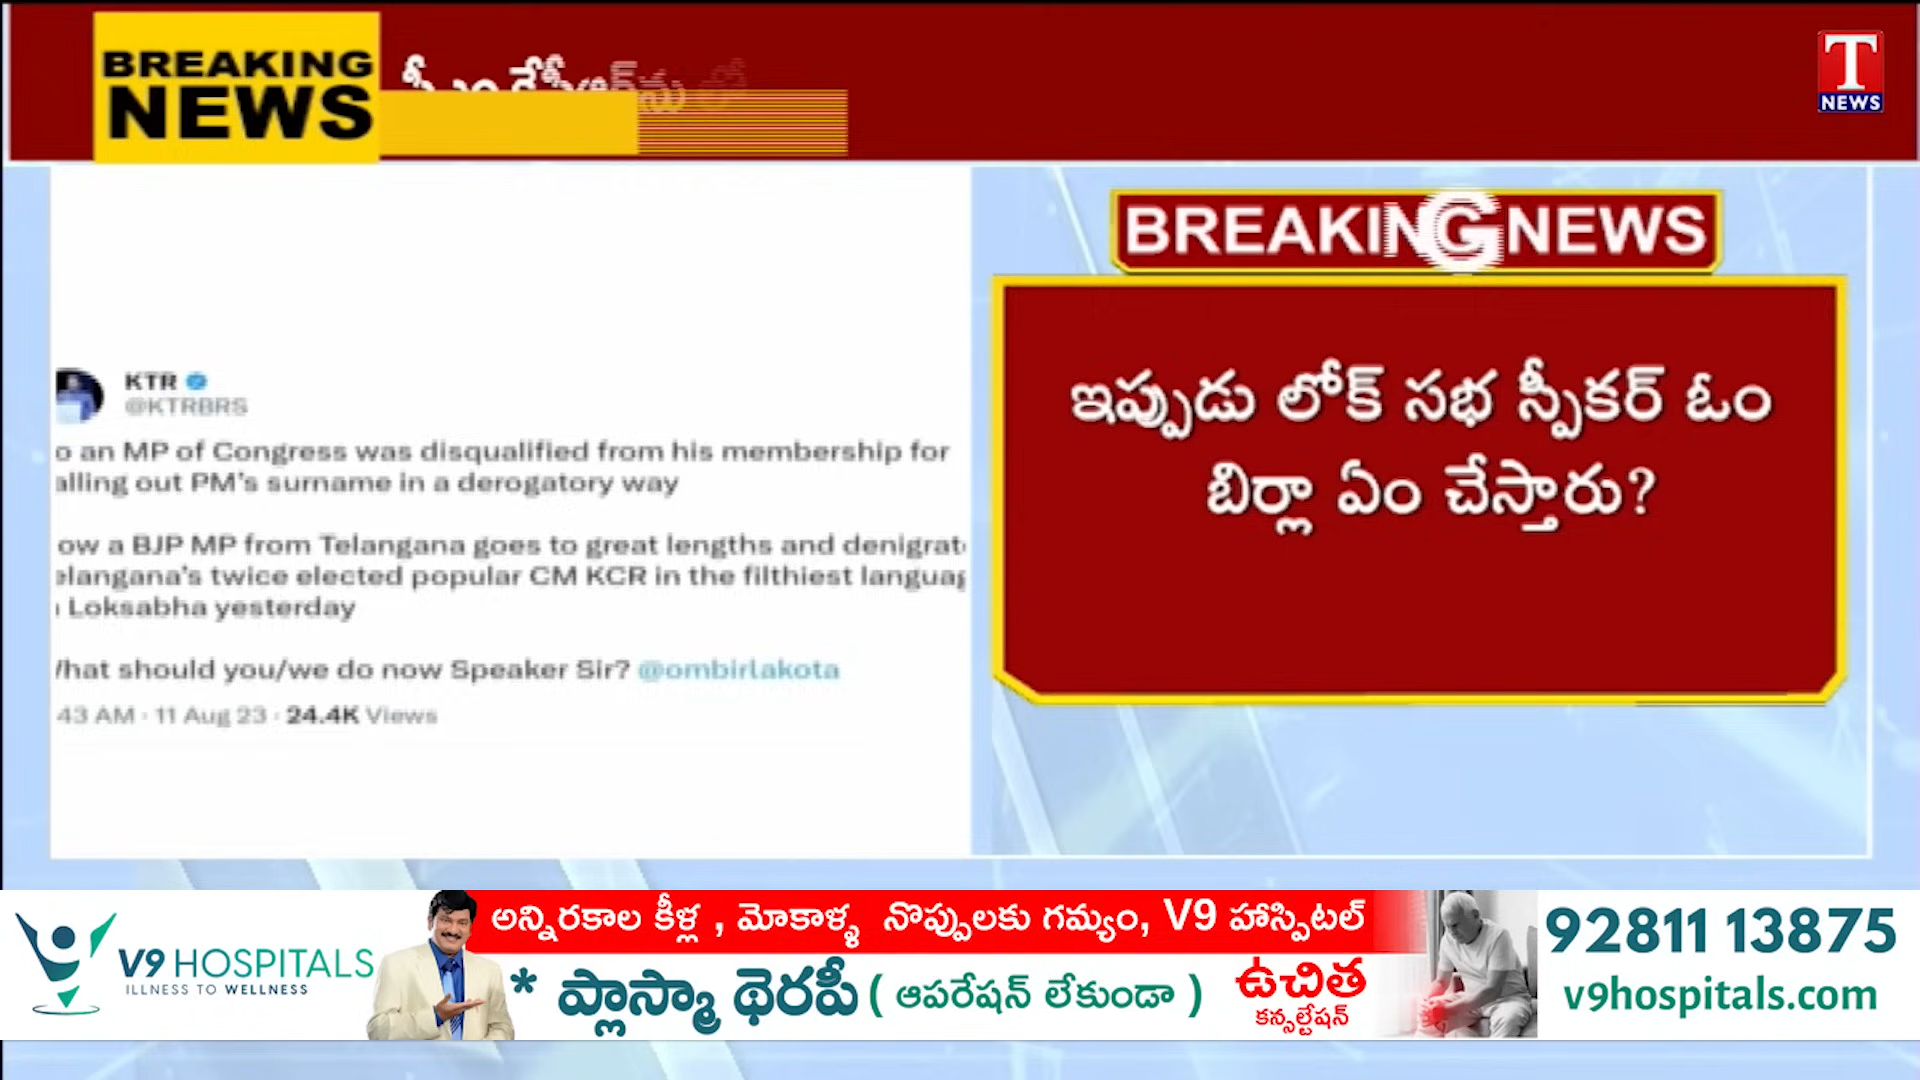 BREAKING
NEWS
T
NEWS
BREAKING NEWS
ఇప్పుడు లోక్ సభ స్పీకర్ ఓం
బిర్లా ఏం చేస్తారు?
KTR
@KTRBRS
o an MP of Congress was disqualified from his membership for
alling out PM's surname in a derogatory way
ow a BJP MP from Telangana goes to great lengths and denigrat
elangana's twice elected popular CM KCR in the filthiest languag
Loksabha yesterday
hat should you/we do now Speaker Sir? @ombirlakota
43 AM · 11 Aug 23 · 24.4K Views
V9 HOSPITALS
ILLNESS TO WELLNESS
అన్నిరకాల కీళ్ల , మోకాళ్ళ నొప్పులకు గమ్యం, V9 హాస్పిటల్
* ప్లాస్మా థెరపీ ( ఆపరేషన్ లేకుండా )
ఉచిత
కన్సల్టేషన్
92811 13875
v9hospitals.com